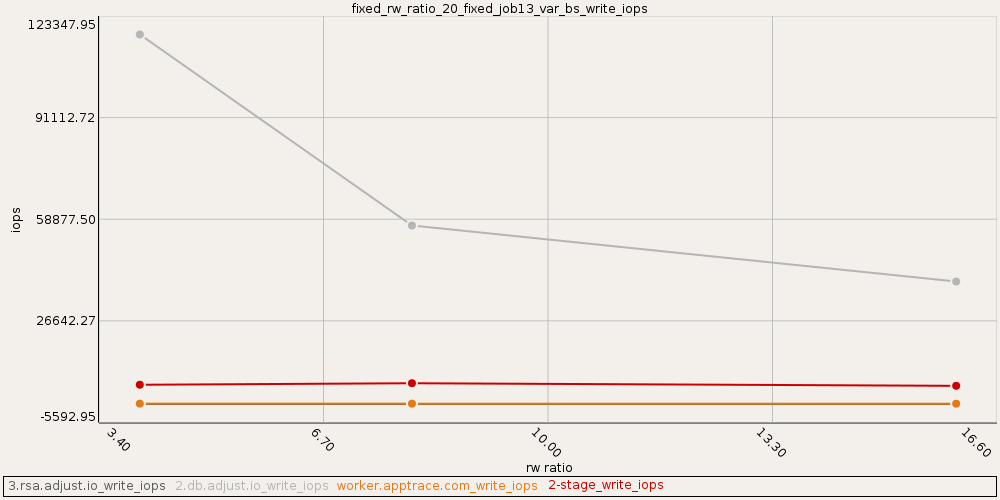 fixed_rw_ratio_20_fixed_job13_var_bs_write_iops
123347.95
91112.72
58877.50
26642.27
-5592.95
iops
3.40 6.70 10.00 13.30 16.60
rw ratio
3.rsa.adjust.io_write_iops 2.db.adjust.io_write_iops worker.apptrace.com_write_iops 2-stage_write_iops